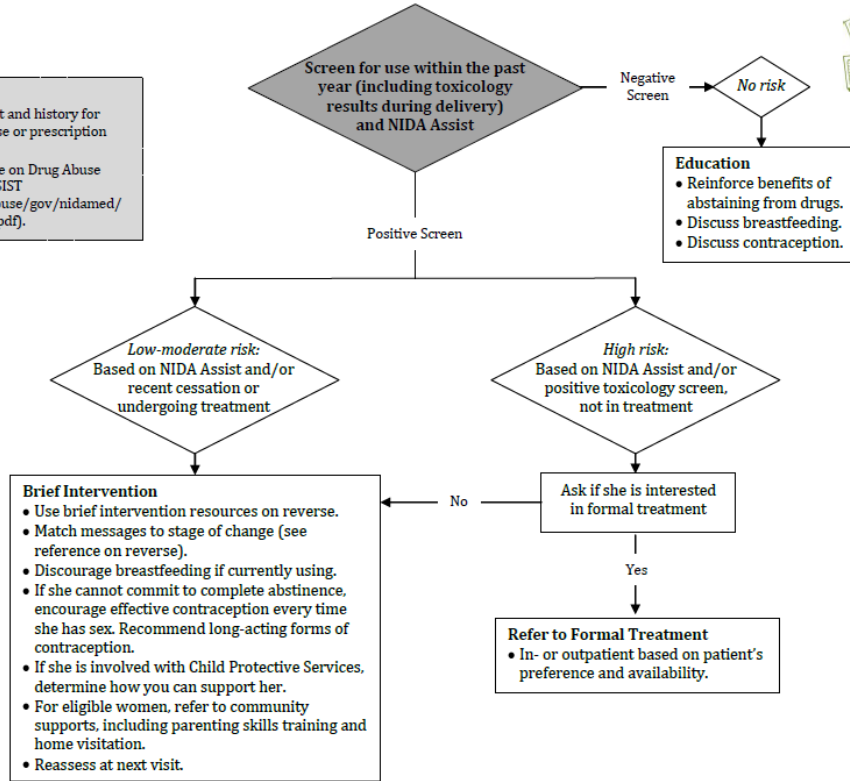 Screen for use within the past
year (including toxicology
results during delivery)
and NIDA Assist
Negative
Screen
No risk
t and history for
se or prescription
e on Drug Abuse
SIST
use/gov/nidamed/
pdf).
Education
• Reinforce benefits of
abstaining from drugs.
• Discuss breastfeeding.
• Discuss contraception.
Positive Screen
Low-moderate risk:
Based on NIDA Assist and/or
recent cessation or
undergoing treatment
High risk:
Based on NIDA Assist and/or
positive toxicology screen,
not in treatment
Brief Intervention
• Use brief intervention resources on reverse.
• Match messages to stage of change (see
reference on reverse).
• Discourage breastfeeding if currently using.
• If she cannot commit to complete abstinence,
encourage effective contraception every time
she has sex. Recommend long-acting forms of
contraception.
• If she is involved with Child Protective Services,
determine how you can support her.
• For eligible women, refer to community
supports, including parenting skills training and
home visitation.
• Reassess at next visit.
No
Ask if she is interested
in formal treatment
Yes
Refer to Formal Treatment
• In- or outpatient based on patient’s
preference and availability.